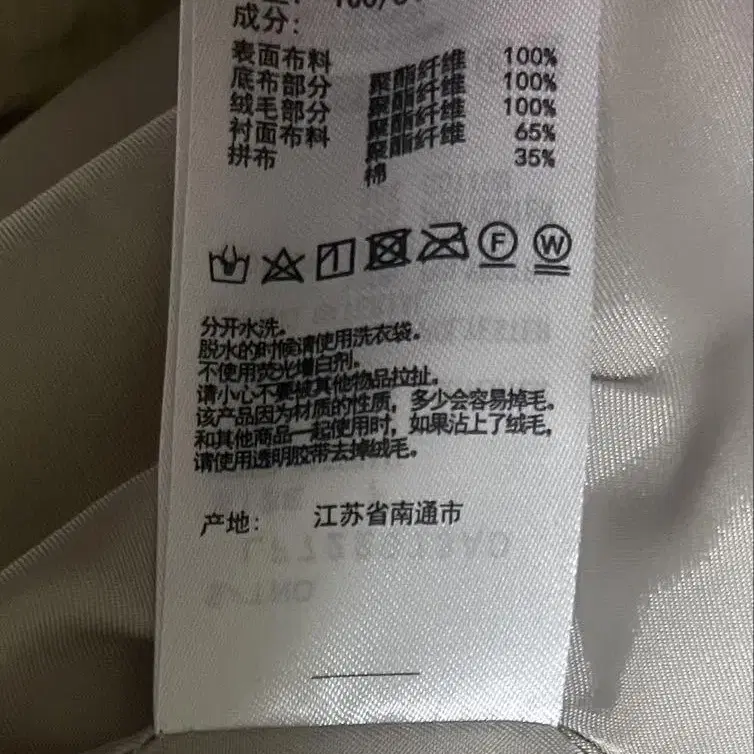 成分:
表面布料 聚酯纤维 100%
底布部分 聚酯纤维 100%
绒毛部分 聚酯纤维 100%
衬面布料 聚酯纤维 65%
拼布 棉 35%
F W
分开水洗。
脱水的时候请使用洗衣袋。
不使用荧光增白剂。
请小心不要被其他物品拉扯。
该产品因为材质的性质，多少会容易掉毛。
和其他商品一起使用时，如果沾上了绒毛，
请使用透明胶带去掉绒毛。
产地: 江苏省南通市